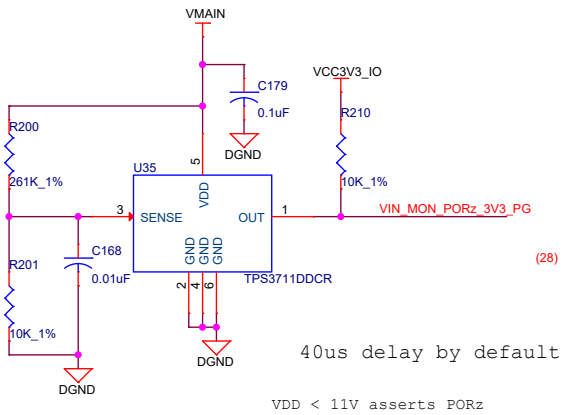 VMAIN
C179
0.1uF
DGND
VCC3V3_IO
R210
10K_1%
R200
261K_1%
U35
5
VDD
3
SENSE
OUT
1
VIN_MON_PORz_3V3_PG
(28)
C168
0.01uF
R201
10K_1%
GND
GND
GND
2
4
6
TPS3711DDCR
DGND
DGND
40us delay by default
VDD < 11V asserts PORz